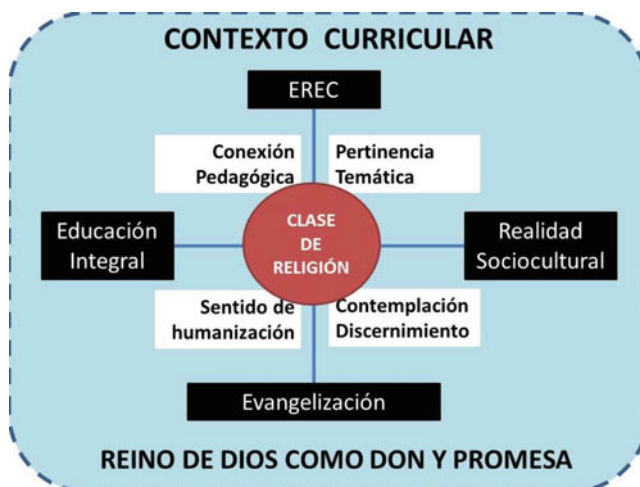 CONTEXTO CURRICULAR
EREC
Conexión
Pedagógica
Pertinencia
Temática
Educación
Integral
CLASE
DE
RELIGIÓN
Realidad
Sociocultural
Sentido de
humanización
Contemplación
Discernimiento
Evangelización
REINO DE DIOS COMO DON Y PROMESA